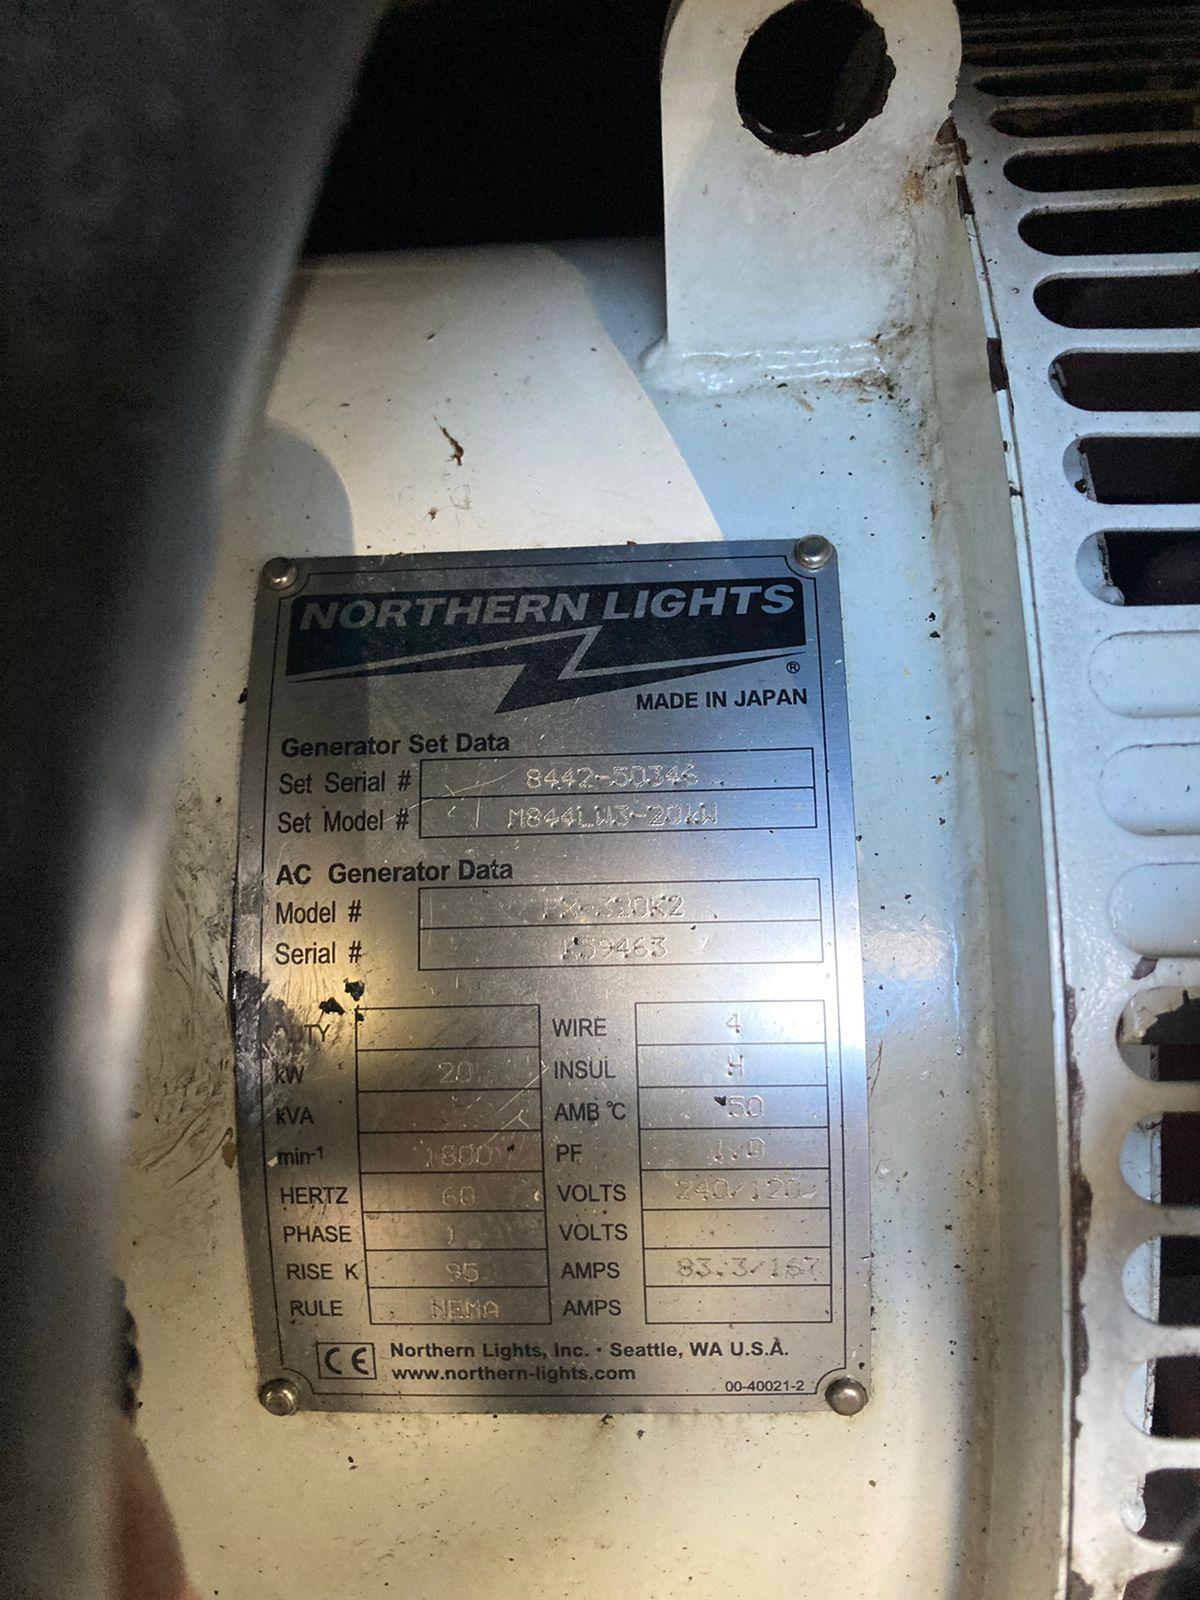 NORTHERN LIGHTS
®
MADE IN JAPAN
Generator Set Data
Set Serial # 8442-50346
Set Model # M844LW3-20kW
AC Generator Data
Model #
Serial #
DUTY WIRE 4
kW 20 INSUL H
kVA AMB °C 50
min-1 1800 PF 1.0
HERTZ 60 VOLTS 240/120
PHASE 1 VOLTS
RISE K 95 AMPS 83.3/167
RULE NEMA AMPS
CE Northern Lights, Inc. · Seattle, WA U.S.A.
www.northern-lights.com
00-40021-2